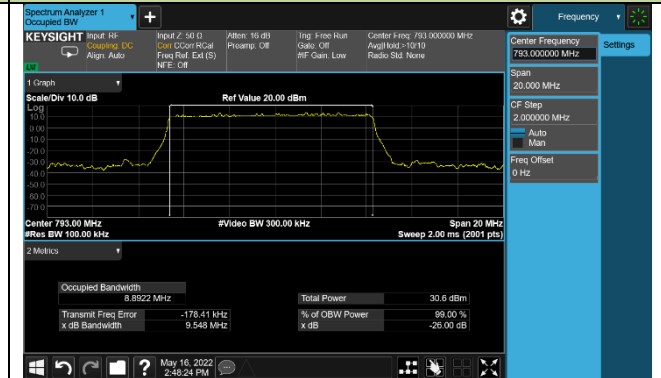 Spectrum Analyzer 1
Occupied BW
+
Frequency
KEYSIGHT
Input: RF
Coupling: DC
Align: Auto
Input Z: 50 Ω
Corr CCorr RCal
Freq Ref: Ext (S)
NFE: Off
Atten: 16 dB
Preamp: Off
Trig: Free Run
Gate: Off
#IF Gain: Low
Center Freq: 793.000000 MHz
Avg|Hold:>10/10
Radio Std: None
Center Frequency
793.000000 MHz
Settings
Span
20.000 MHz
CF Step
2.000000 MHz
Auto
Man
Freq Offset
0 Hz
1 Graph
Scale/Div 10.0 dB
Ref Value 20.00 dBm
Log
10.0
0.00
-10.0
-20.0
-30.0
-40.0
-50.0
-60.0
-70.0
Center 793.00 MHz
#Video BW 300.00 kHz
Span 20 MHz
#Res BW 100.00 kHz
Sweep 2.00 ms (2001 pts)
2 Metrics
Occupied Bandwidth
8.8922 MHz
Total Power
30.6 dBm
Transmit Freq Error
-178.41 kHz
% of OBW Power
99.00 %
x dB Bandwidth
9.548 MHz
x dB
-26.00 dB
?
May 16, 2022
2:48:24 PM